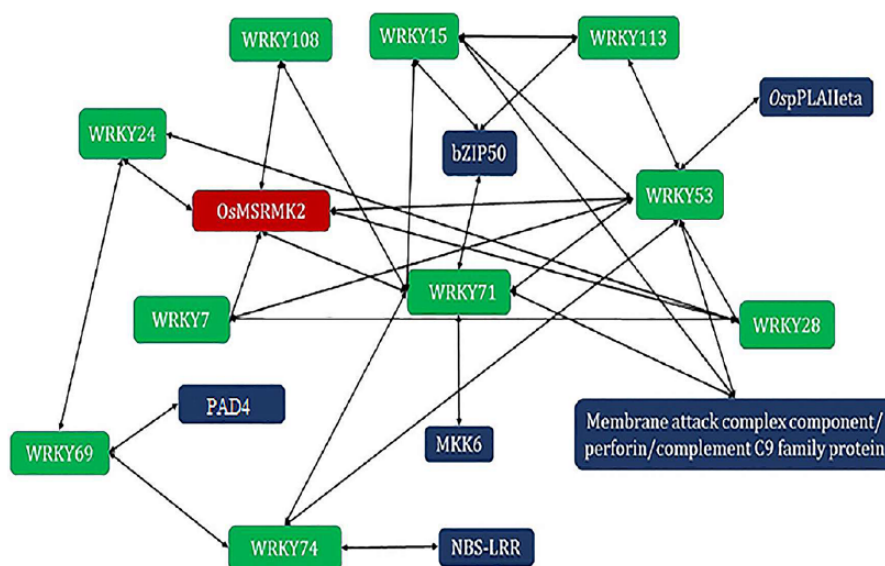 WRKY108
WRKY15
WRKY113
OspPLAIIeta
WRKY24
bZIP50
WRKY53
OsMSRMK2
WRKY71
WRKY7
WRKY28
PAD4
Membrane attack complex component/
perforin/complement C9 family protein
MKK6
WRKY69
WRKY74
NBS-LRR